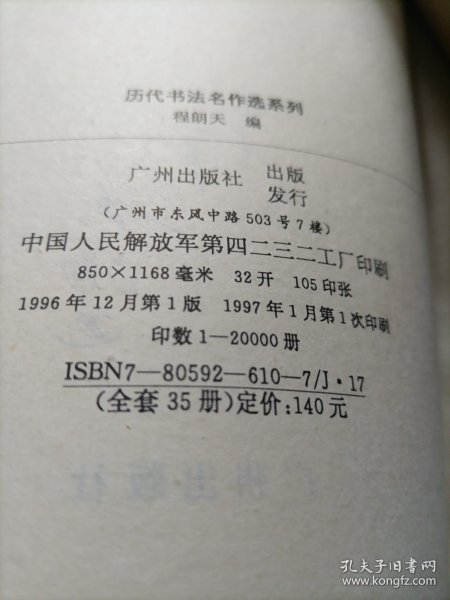 历代书法名作选系列
程朗天 编
广州出版社 出版
发行
(广州市东风中路503号7楼)
中国人民解放军第四二三二工厂印刷
850×1168毫米 32开 105印张
1996年12月第1版 1997年1月第1次印刷
印数1—20000册
ISBN7—80592—610—7/J·17
(全套35册)定价:140元
孔夫子旧书网
www.kongfz.com